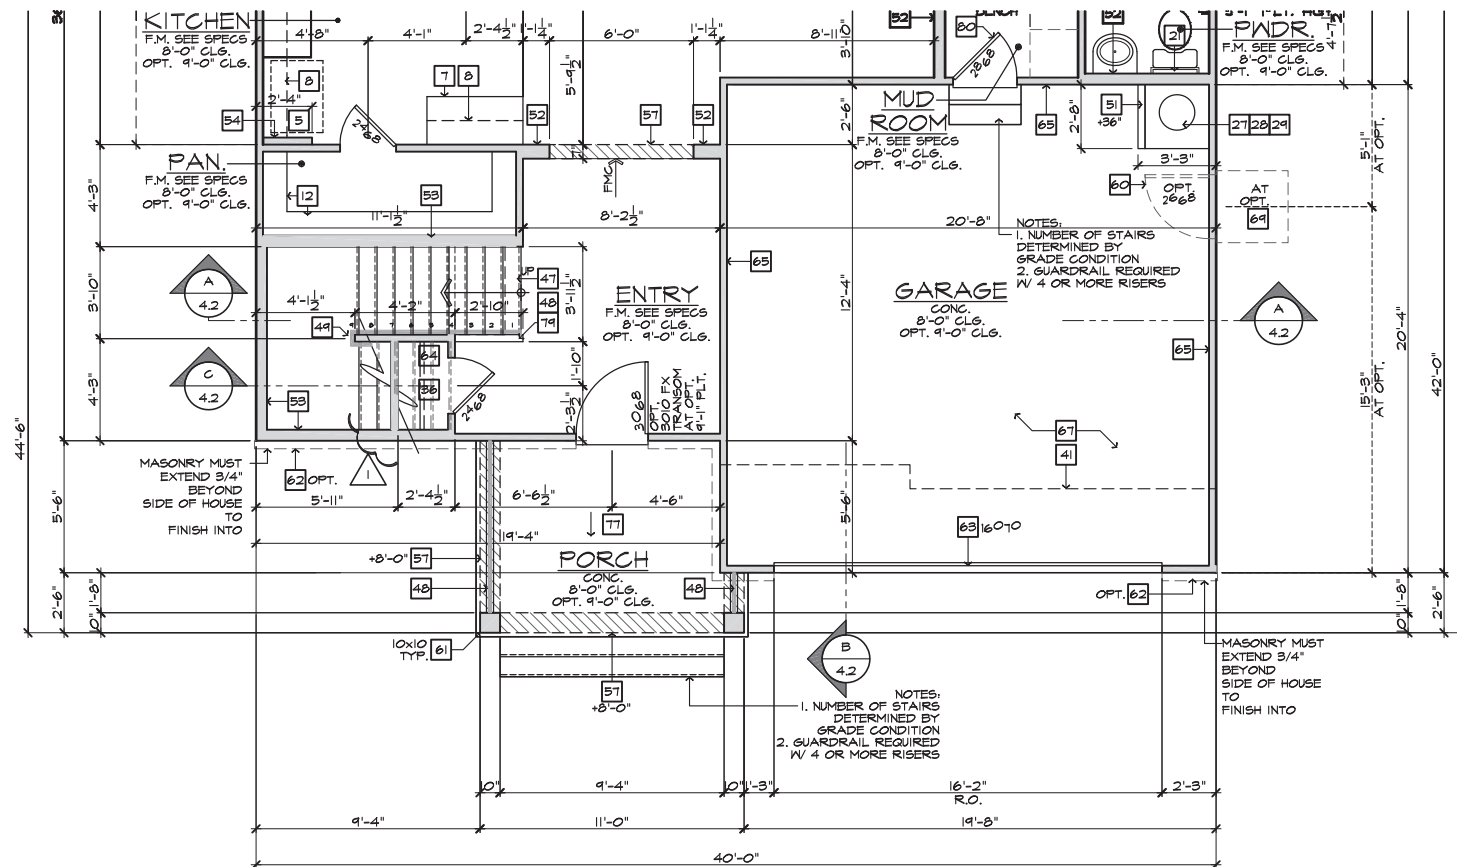 KITCHEN
F.M. SEE SPECS
8'-0" CLG.
OPT. 9'-0" CLG.
4'-8"
4'-1"
2'-4½"
1'-1¼"
6'-0"
1'-1¼"
8'-11"
3'-10"
52
80
2868
52
21
PWDR.
F.M. SEE SPECS
8'-0" CLG.
OPT. 9'-0" CLG.
4'-7½"
8
2'-4"
5
54
7
8
5'-9½"
52
57
52
2468
2'-6"
MUD
ROOM
F.M. SEE SPECS
8'-0" CLG.
OPT. 9'-0" CLG.
65
2'-8"
51
+36"
27 28 29
5'-1"
AT OPT.
PAN.
F.M. SEE SPECS
8'-0" CLG.
OPT. 9'-0" CLG.
12
53
11'-1½"
FMC
8'-2½"
20'-8"
3'-3"
60
OPT.
2668
AT
OPT.
69
4'-3"
NOTES:
1. NUMBER OF STAIRS
DETERMINED BY
GRADE CONDITION
2. GUARDRAIL REQUIRED
W/ 4 OR MORE RISERS
65
A
4.2
3'-10"
4'-1½"
4'-2"
2'-10"
UP
47
48
79
3'-11½"
ENTRY
F.M. SEE SPECS
8'-0" CLG.
OPT. 9'-0" CLG.
12'-4"
GARAGE
CONC.
8'-0" CLG.
OPT. 9'-0" CLG.
A
4.2
20'-4"
49
9 8 7 6 5 4 3 2 1
64
36
65
C
4.2
4'-3"
53
2468
1'-10"
2'-3½"
3068
OPT.
3010 FX
TRANSOM
AT OPT.
9'-1" PLT.
15'-3"
AT OPT.
42'-0"
44'-6"
67
41
MASONRY MUST
EXTEND 3/4"
BEYOND
SIDE OF HOUSE
TO
FINISH INTO
62 OPT.
1
5'-11"
2'-4½"
6'-6½"
4'-6"
5'-6"
5'-6"
77
19'-4"
63 16070
+8'-0" 57
PORCH
CONC.
8'-0" CLG.
OPT. 9'-0" CLG.
48
48
OPT. 62
2'-6"
1'-8"
10"
1'-8"
10"
2'-6"
10x10
TYP. 61
B
4.2
57
+8'-0"
NOTES:
1. NUMBER OF STAIRS
DETERMINED BY
GRADE CONDITION
2. GUARDRAIL REQUIRED
W/ 4 OR MORE RISERS
MASONRY MUST
EXTEND 3/4"
BEYOND
SIDE OF HOUSE
TO
FINISH INTO
10"
9'-4"
10"
1'-3"
16'-2"
R.O.
2'-3"
9'-4"
11'-0"
19'-8"
40'-0"